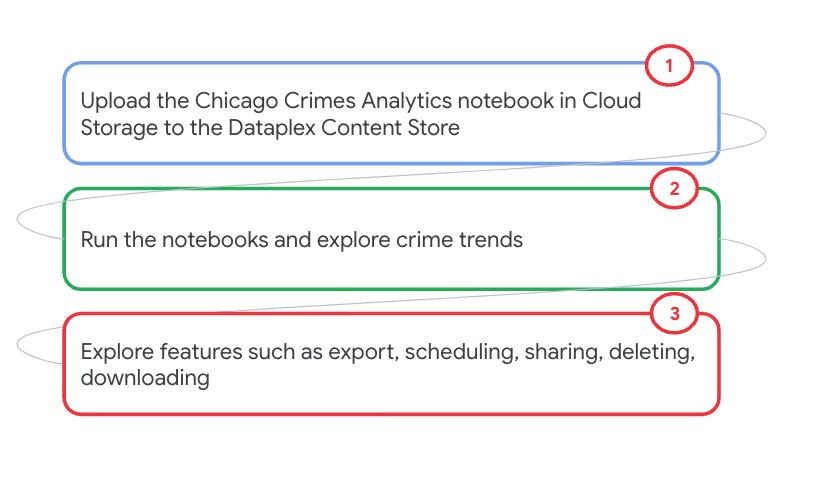 1
Upload the Chicago Crimes Analytics notebook in Cloud
Storage to the Dataplex Content Store
2
Run the notebooks and explore crime trends
3
Explore features such as export, scheduling, sharing, deleting,
downloading